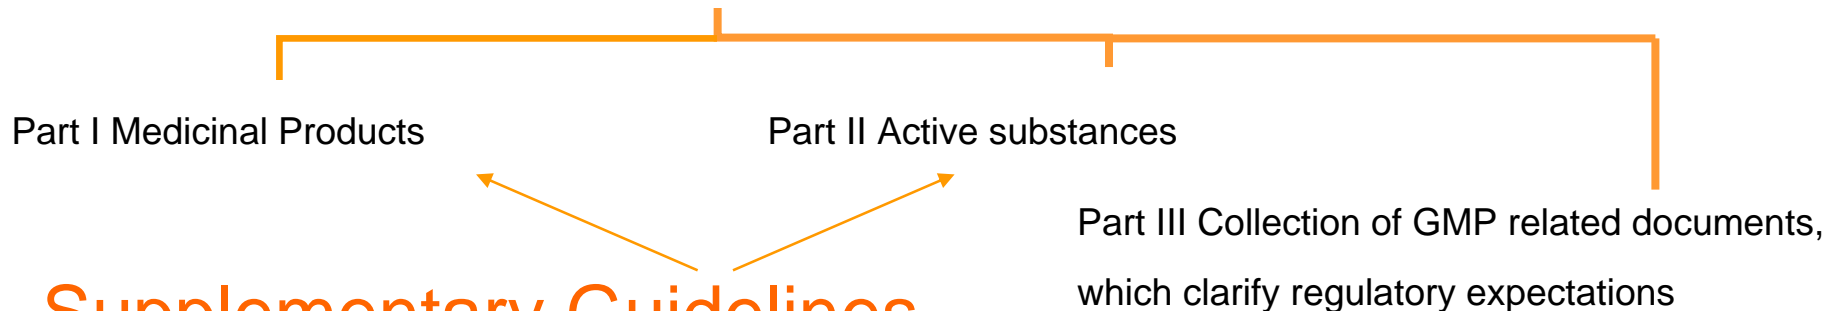 Part I Medicinal Products
Part II Active substances
Part III Collection of GMP related documents,
which clarify regulatory expectations
Supplementary Guidelines